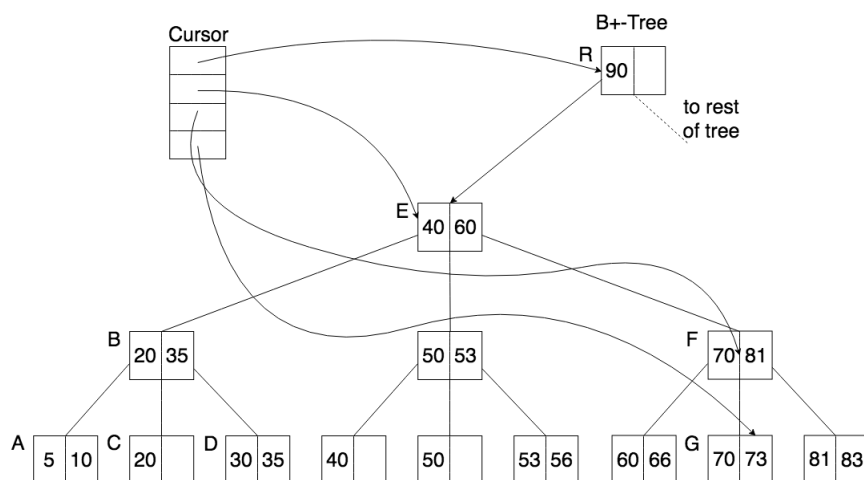 B+-Tree
Cursor
R
90
to rest
of tree
E
40 60
B
20 35
50 53
F
70 81
A
5 10
C
20
D
30 35
40
50
53 56
60 66
G
70 73
81 83